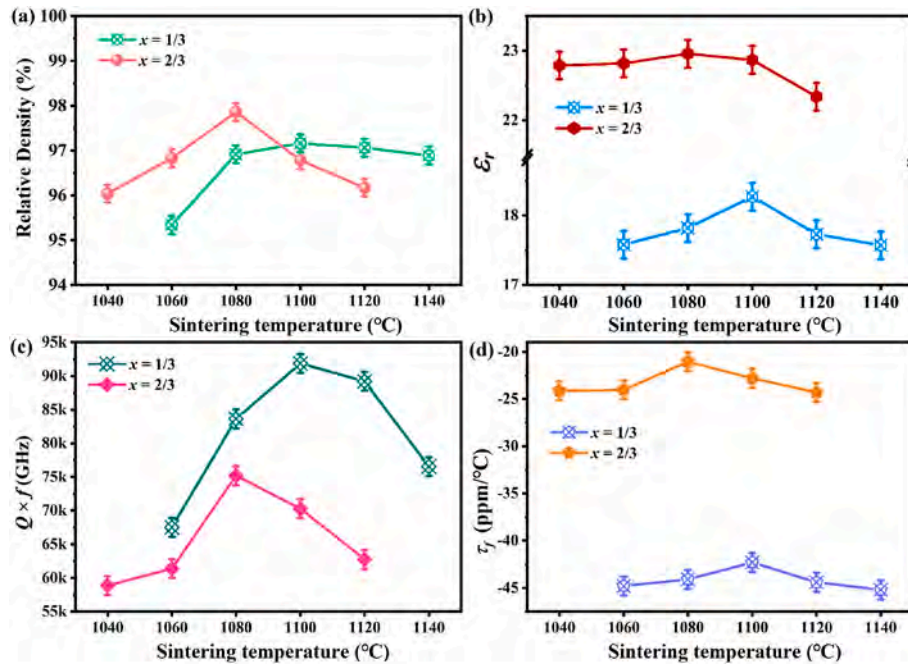 (a)
100
99
98
97
96
95
94
Relative Density (%)
x = 1/3
x = 2/3
1040 1060 1080 1100 1120 1140
Sintering temperature (°C)
(b)
23
22
18
17
εr
x = 1/3
x = 2/3
1040 1060 1080 1100 1120 1140
Sintering temperature (°C)
(c)
95k
90k
85k
80k
75k
70k
65k
60k
55k
Q × f (GHz)
x = 1/3
x = 2/3
1040 1060 1080 1100 1120 1140
Sintering temperature (°C)
(d)
-20
-25
-30
-35
-40
-45
τf (ppm/°C)
x = 1/3
x = 2/3
1040 1060 1080 1100 1120 1140
Sintering temperature (°C)